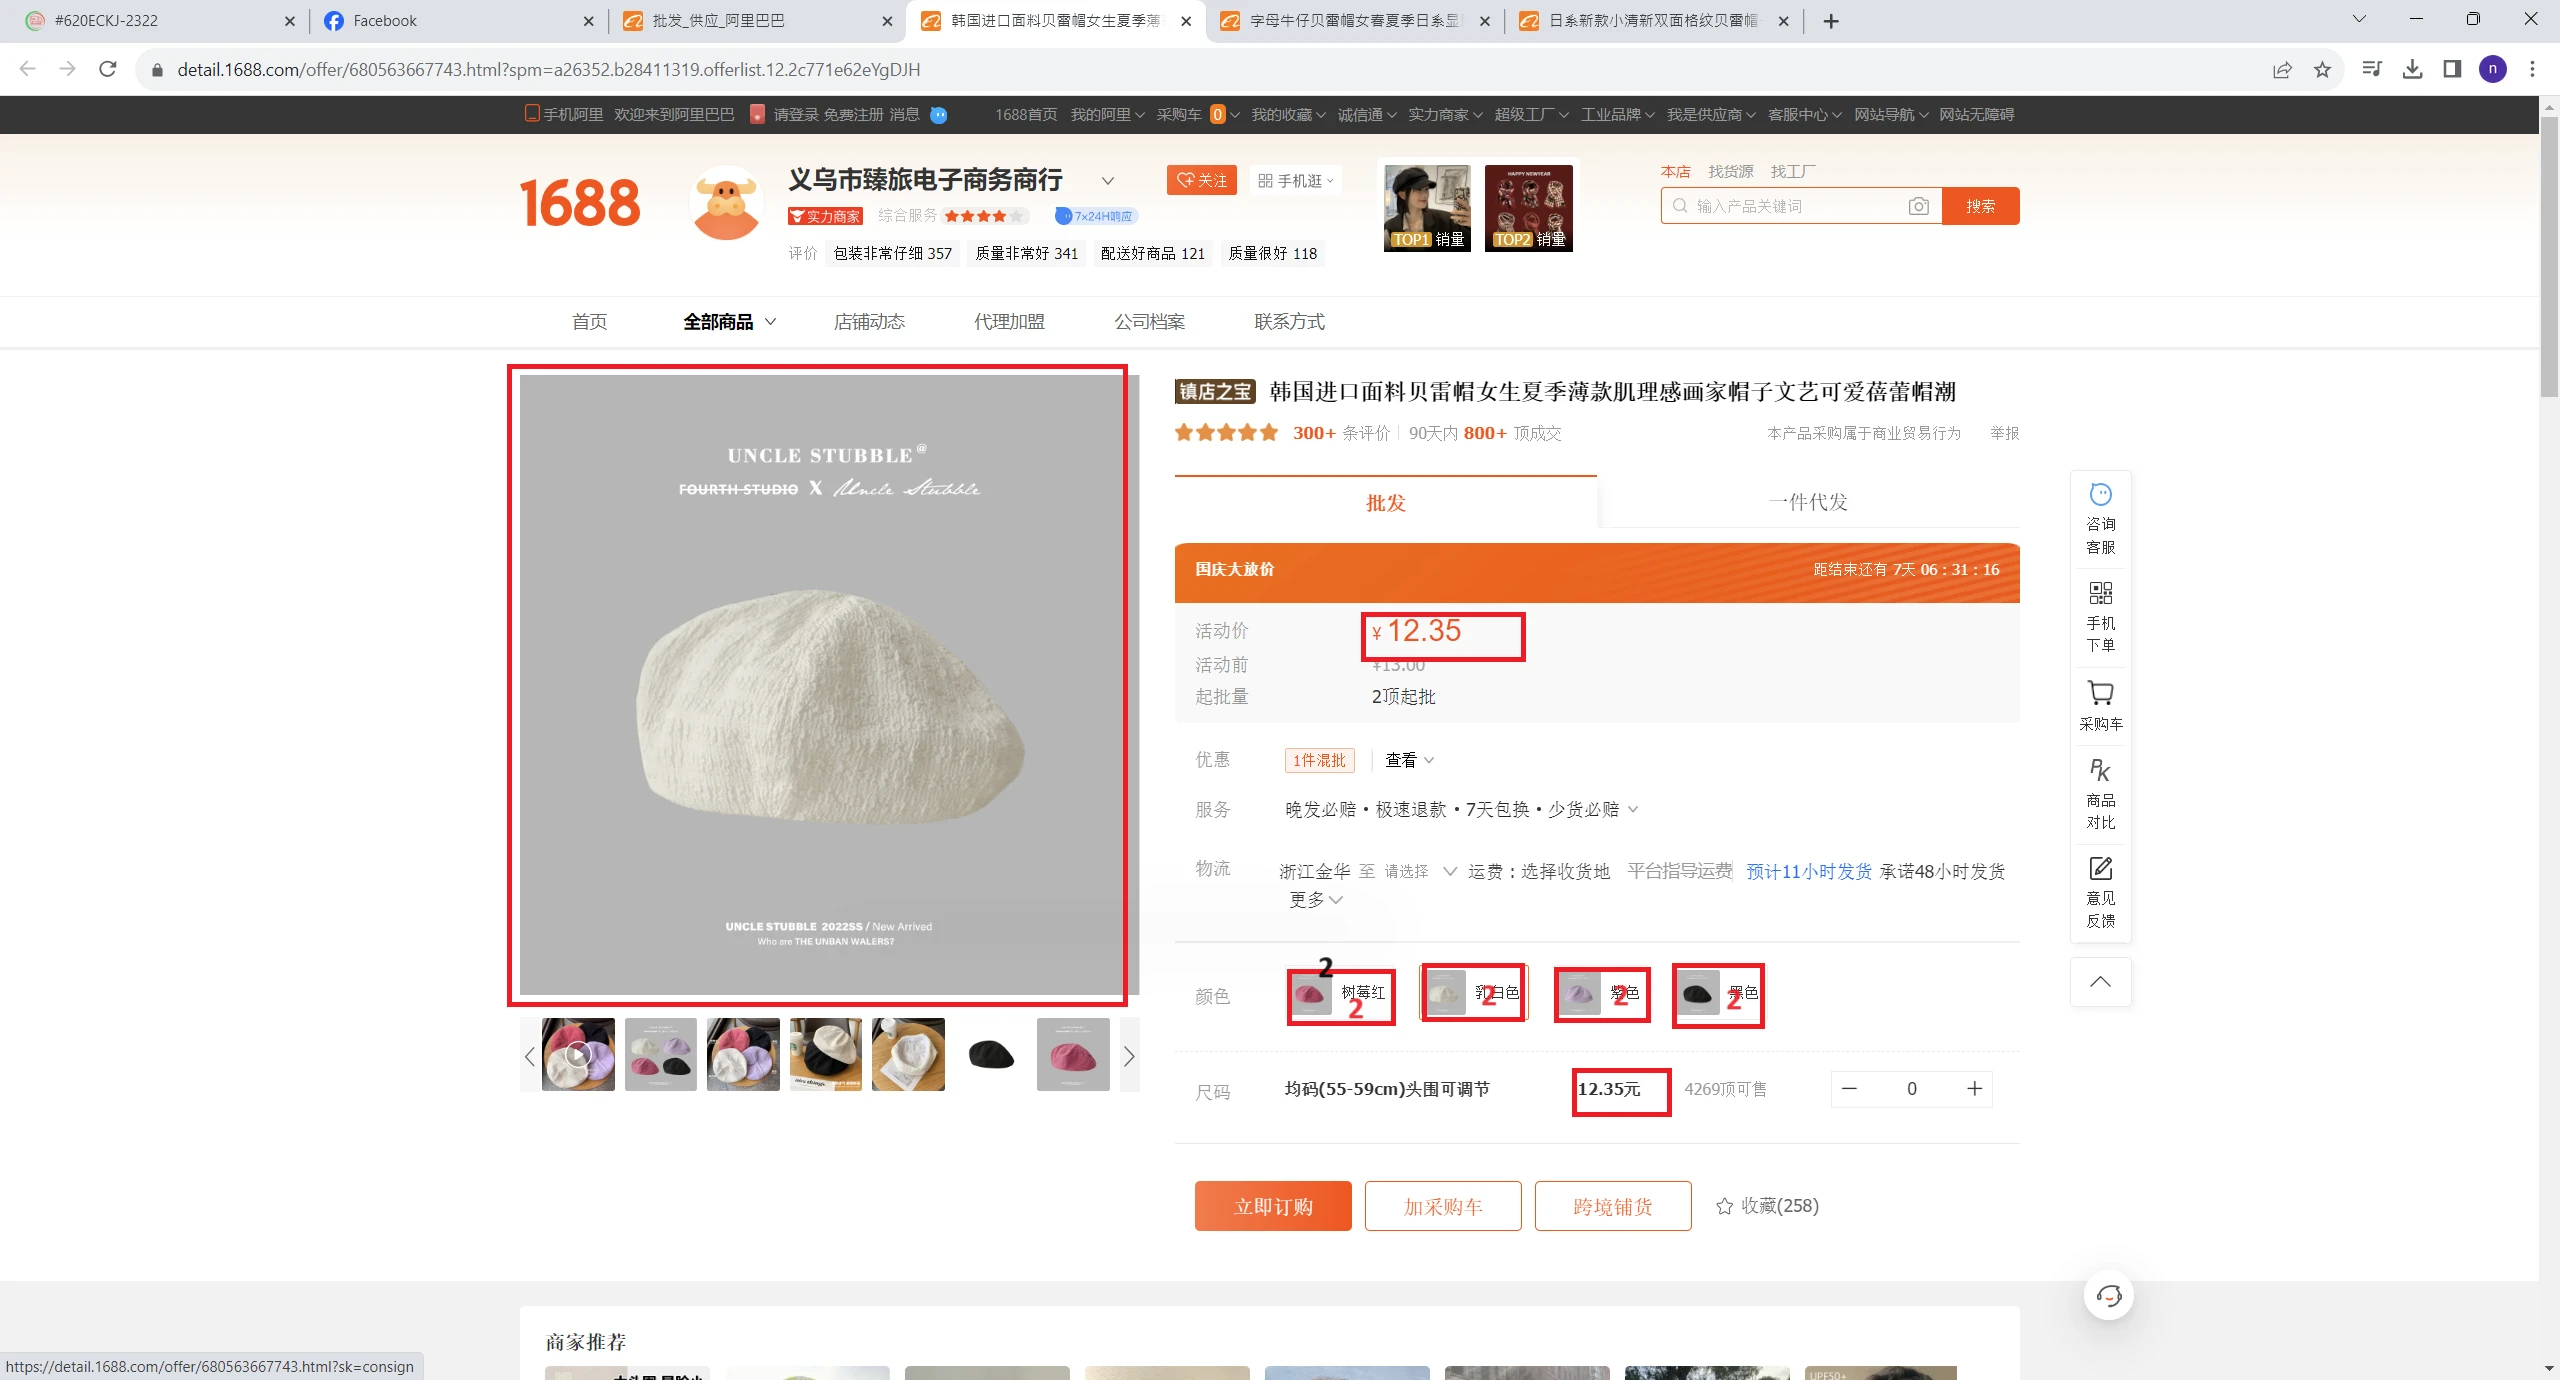 #620ECKJ-2322
Facebook
批发_供应_阿里巴巴
韩国进口面料贝雷帽女生夏季薄
字母牛仔贝雷帽女春夏季日系显
日系新款小清新双面格纹贝雷帽
detail.1688.com/offer/680563667743.html?spm=a26352.b28411319.offerlist.12.2c771e62eYgDJH
n
手机阿里 欢迎来到阿里巴巴 请登录 免费注册 消息 1688首页 我的阿里 采购车 0 我的收藏 诚信通 实力商家 超级工厂 工业品牌 我是供应商 客服中心 网站导航 网站无障碍
1688
义乌市臻旅电子商务商行
关注
手机逛
实力商家 综合服务
7x24H响应
评价 包装非常仔细 357 质量非常好 341 配送好商品 121 质量很好 118
TOP1 销量
HAPPY NEWYEAR
TOP2 销量
本店 找货源 找工厂
输入产品关键词
搜索
首页 全部商品 店铺动态 代理加盟 公司档案 联系方式
UNCLE STUBBLE@
FOURTH STUDIO X Uncle Stubble
UNCLE STUBBLE 2022SS / New Arrived
Who are THE UNBAN WALERS?
镇店之宝 韩国进口面料贝雷帽女生夏季薄款肌理感画家帽子文艺可爱蓓蕾帽潮
300+ 条评价 90天内 800+ 顶成交
本产品采购属于商业贸易行为 举报
批发
一件代发
国庆大放价
距结束还有 7天 06 : 31 : 16
活动价 ¥ 12.35
活动前 ¥13.00
起批量 2顶起批
优惠 1件混批 查看
服务 晚发必赔 • 极速退款 • 7天包换 • 少货必赔
物流 浙江金华 至 请选择 运费：选择收货地 平台指导运费 预计11小时发货 承诺48小时发货
更多
2
颜色 树莓红 乳白色 紫色 黑色
2 2 2 2
尺码 均码(55-59cm)头围可调节 12.35元 4269顶可售 0
立即订购
加采购车
跨境铺货
收藏(258)
咨询
客服
手机
下单
采购车
PK
商品
对比
意见
反馈
商家推荐
UPF50+
https://detail.1688.com/offer/680563667743.html?sk=consign